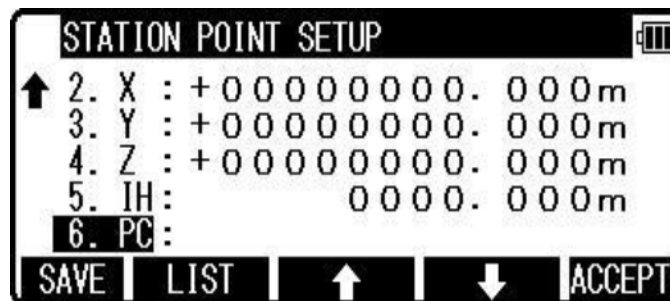 STATION POINT SETUP
2. X : +00000000. 000m
3. Y : +00000000. 000m
4. Z : +00000000. 000m
5. IH: 0000. 000m
6. PC:
SAVE LIST ACCEPT